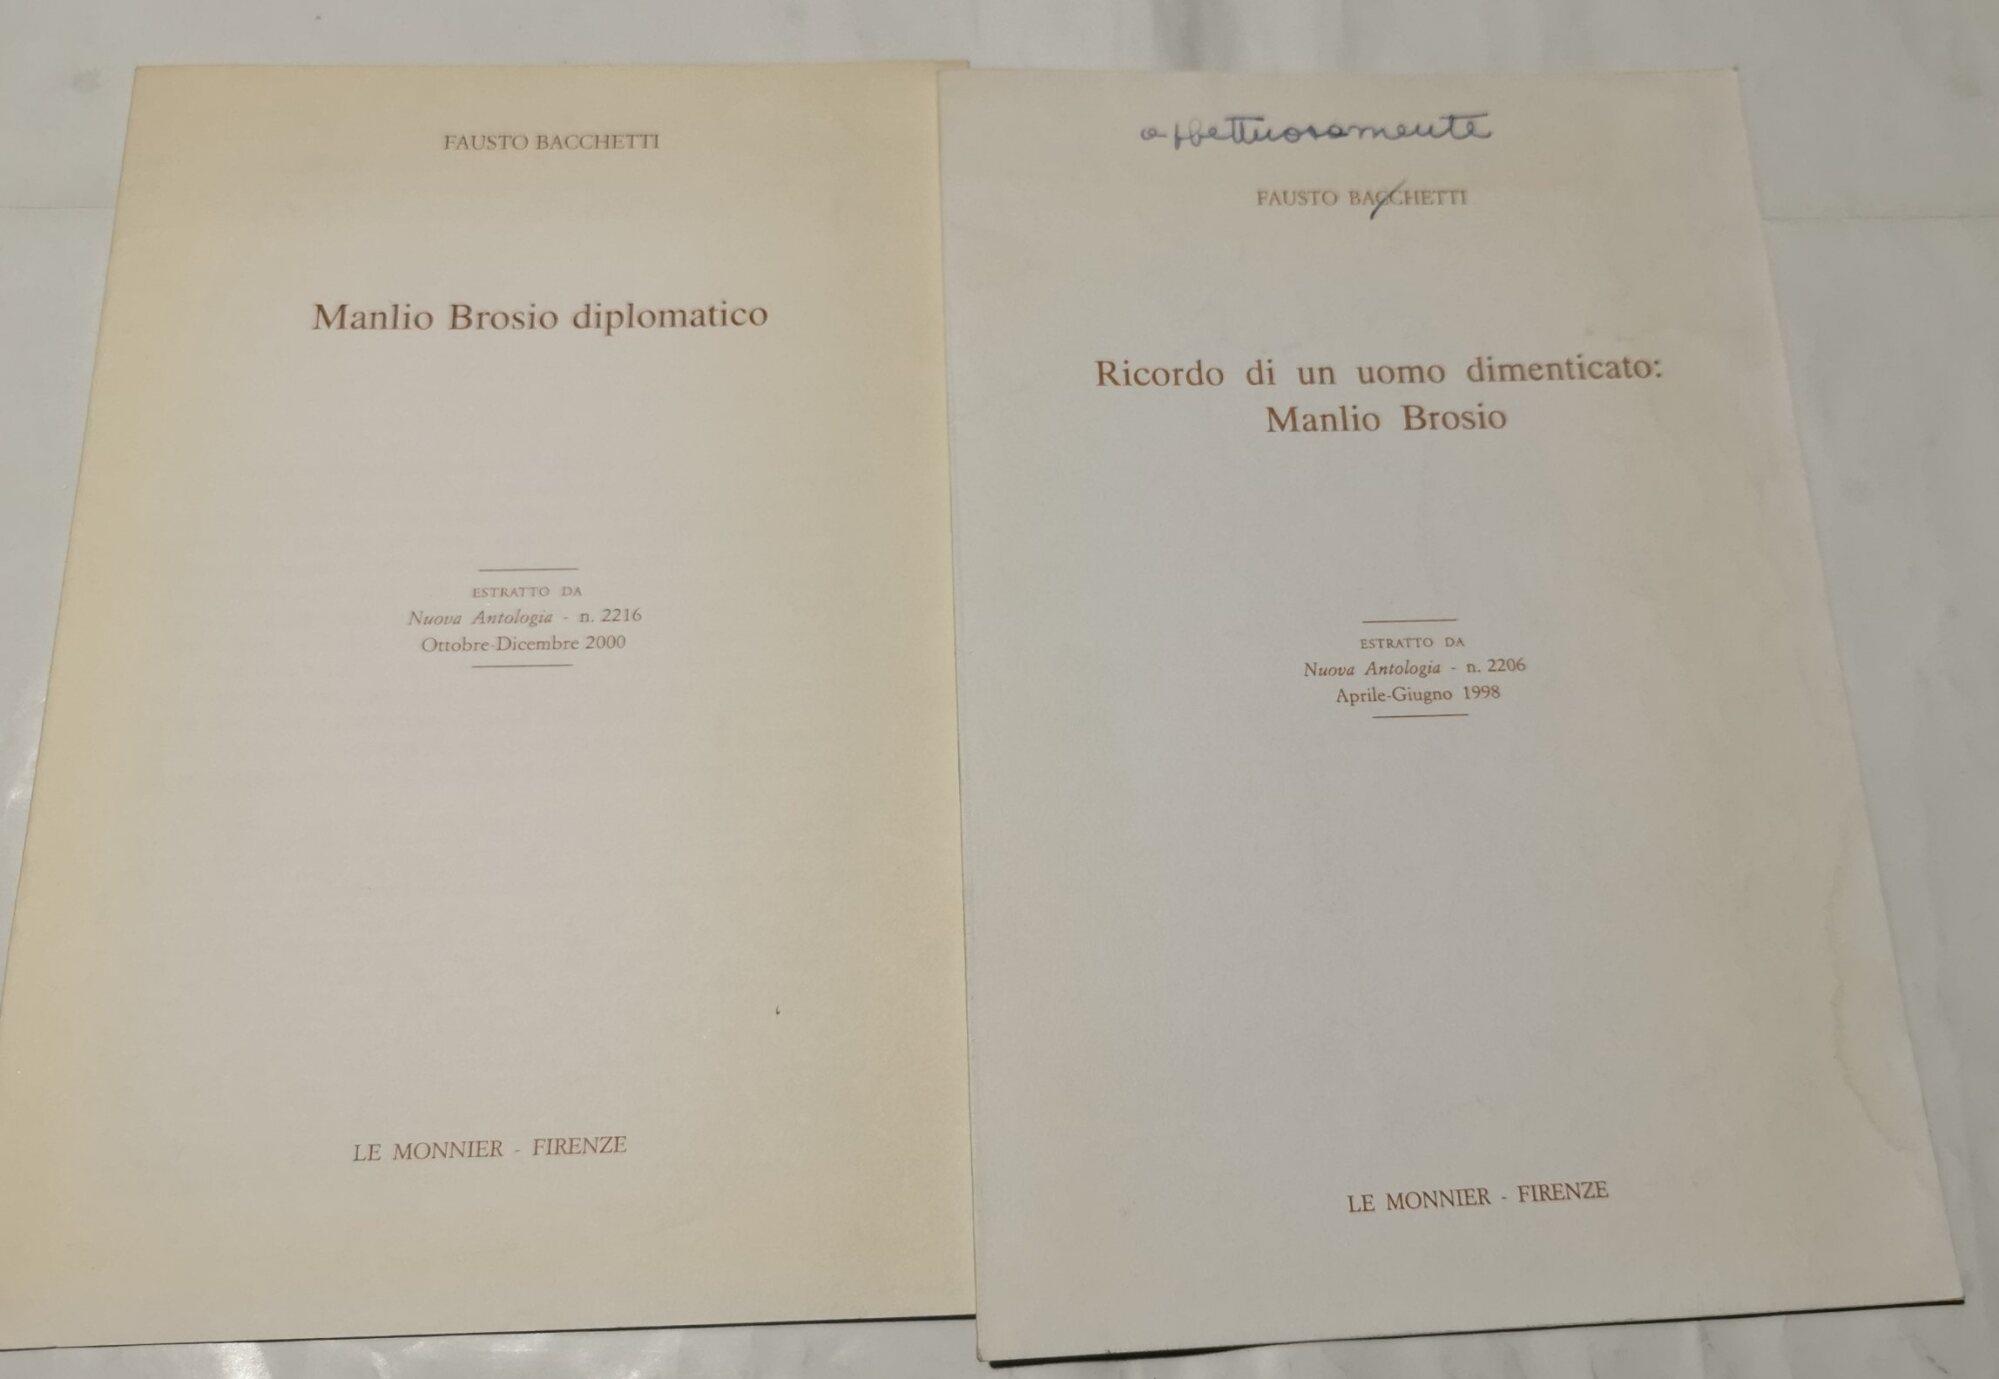 FAUSTO BACCHETTI
Manlio Brosio diplomatico
ESTRATTO DA
Nuova Antologia - n. 2216
Ottobre-Dicembre 2000
LE MONNIER - FIRENZE
affettuosamente
FAUSTO BACCHETTI
Ricordo di un uomo dimenticato:
Manlio Brosio
ESTRATTO DA
Nuova Antologia - n. 2206
Aprile-Giugno 1998
LE MONNIER - FIRENZE